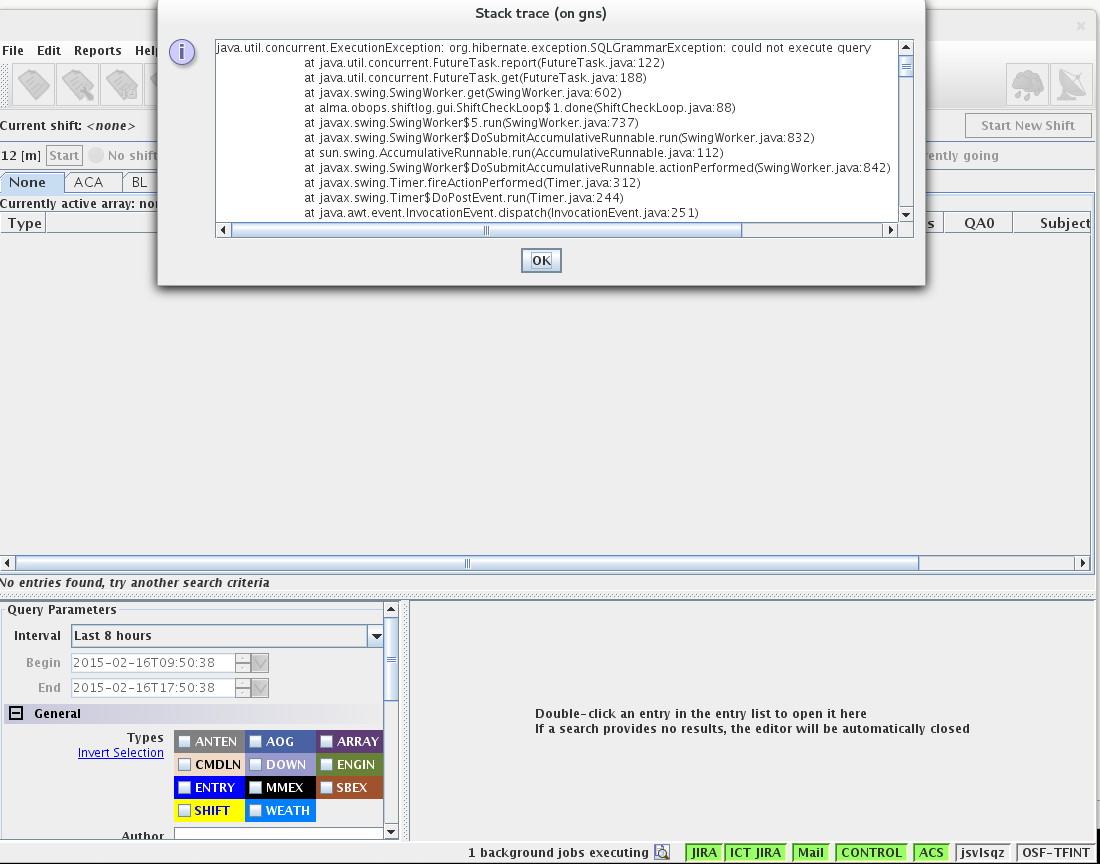 Stack trace (on gns)
java.util.concurrent.ExecutionException: org.hibernate.exception.SQLGrammarException: could not execute query
at java.util.concurrent.FutureTask.report(FutureTask.java:122)
at java.util.concurrent.FutureTask.get(FutureTask.java:188)
at javax.swing.SwingWorker.get(SwingWorker.java:602)
at alma.obops.shiftlog.gui.ShiftCheckLoop$1.done(ShiftCheckLoop.java:88)
at javax.swing.SwingWorker$5.run(SwingWorker.java:737)
at javax.swing.SwingWorker$DoSubmitAccumulativeRunnable.run(SwingWorker.java:832)
at sun.swing.AccumulativeRunnable.run(AccumulativeRunnable.java:112)
at javax.swing.SwingWorker$DoSubmitAccumulativeRunnable.actionPerformed(SwingWorker.java:842)
at javax.swing.Timer.fireActionPerformed(Timer.java:312)
at javax.swing.Timer$DoPostEvent.run(Timer.java:244)
at java.awt.event.InvocationEvent.dispatch(InvocationEvent.java:251)
OK
File Edit Reports Help
Current shift: <none>
Start New Shift
12 [m] Start No shift
rently going
None ACA BL
Currently active array: non
Type s QA0 Subject
No entries found, try another search criteria
Query Parameters
Interval Last 8 hours
Begin 2015-02-16T09:50:38
End 2015-02-16T17:50:38
General
Types ANTEN AOG ARRAY
Invert Selection
CMDLN DOWN ENGIN
ENTRY MMEX SBEX
SHIFT WEATH
Author
Double-click an entry in the entry list to open it here
If a search provides no results, the editor will be automatically closed
1 background jobs executing JIRA ICT JIRA Mail CONTROL ACS jsvlsqz OSF-TFINT